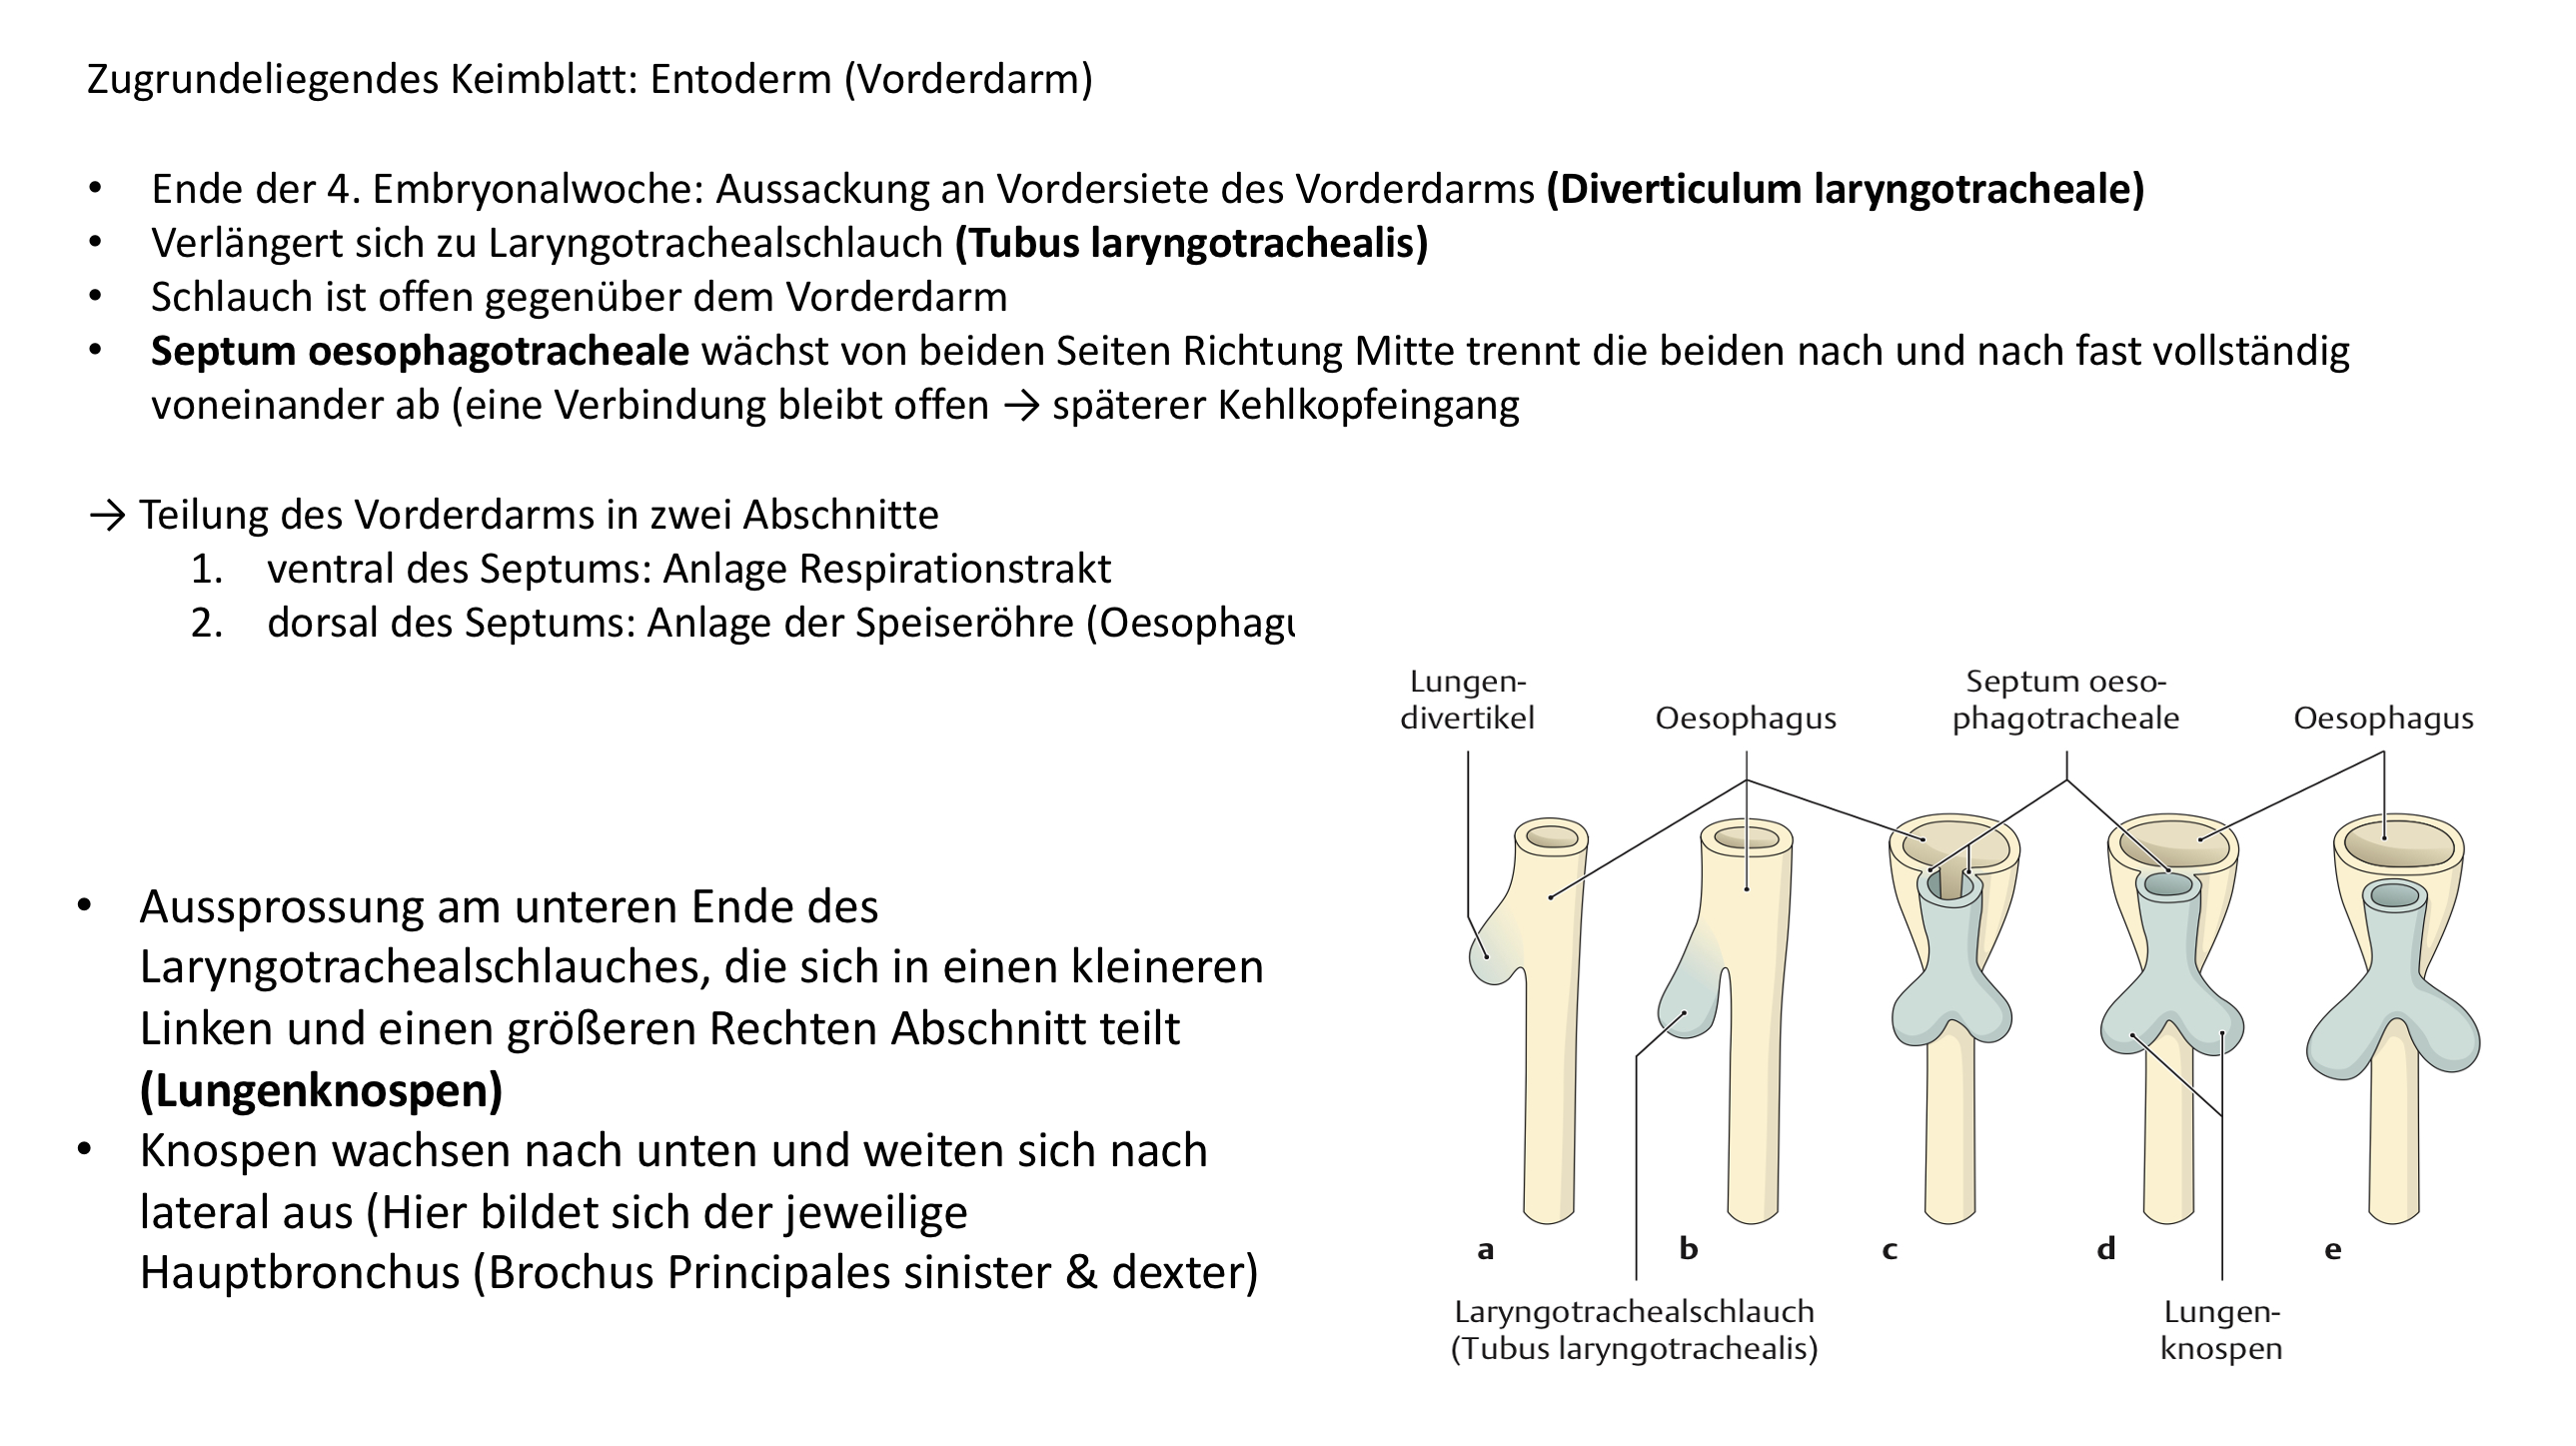 Zugrundeliegendes Keimblatt: Entoderm (Vorderdarm)
• Ende der 4. Embryonalwoche: Aussackung an Vordersiete des Vorderdarms (Diverticulum laryngotracheale)
• Verlängert sich zu Laryngotrachealschlauch (Tubus laryngotrachealis)
• Schlauch ist offen gegenüber dem Vorderdarm
• Septum oesophagotracheale wächst von beiden Seiten Richtung Mitte trennt die beiden nach und nach fast vollständig
voneinander ab (eine Verbindung bleibt offen → späterer Kehlkopfeingang
→ Teilung des Vorderdarms in zwei Abschnitte
1. ventral des Septums: Anlage Respirationstrakt
2. dorsal des Septums: Anlage der Speiseröhre (Oesophagu
• Aussprossung am unteren Ende des
Laryngotrachealschlauches, die sich in einen kleineren
Linken und einen größeren Rechten Abschnitt teilt
(Lungenknospen)
• Knospen wachsen nach unten und weiten sich nach
lateral aus (Hier bildet sich der jeweilige
Hauptbronchus (Brochus Principales sinister & dexter)
Lungen-
divertikel
Oesophagus
Septum oeso-
phagotracheale
Oesophagus
a b c d e
Laryngotrachealschlauch
(Tubus laryngotrachealis)
Lungen-
knospen